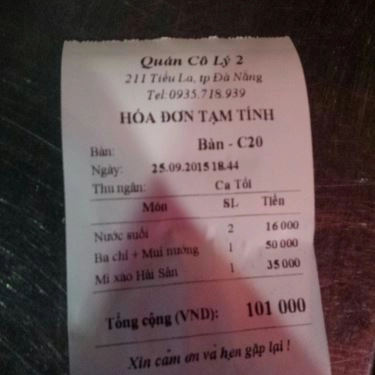 Quán Cô Lý 2
211 Tiểu La, tp Đà Nẵng
Tel:0935.718.939
HÓA ĐƠN TẠM TÍNH
Bàn: Bàn - C20
Ngày: 25.09.2015 18.44
Thu ngân: Ca Tối
Món SL Tiền
Nước suối 2 16 000
Ba chỉ + Mui nướng 1 50 000
Mì xào Hải Sản 1 35 000
Tổng cộng (VND): 101 000
Xin cảm ơn và hẹn gặp lại !